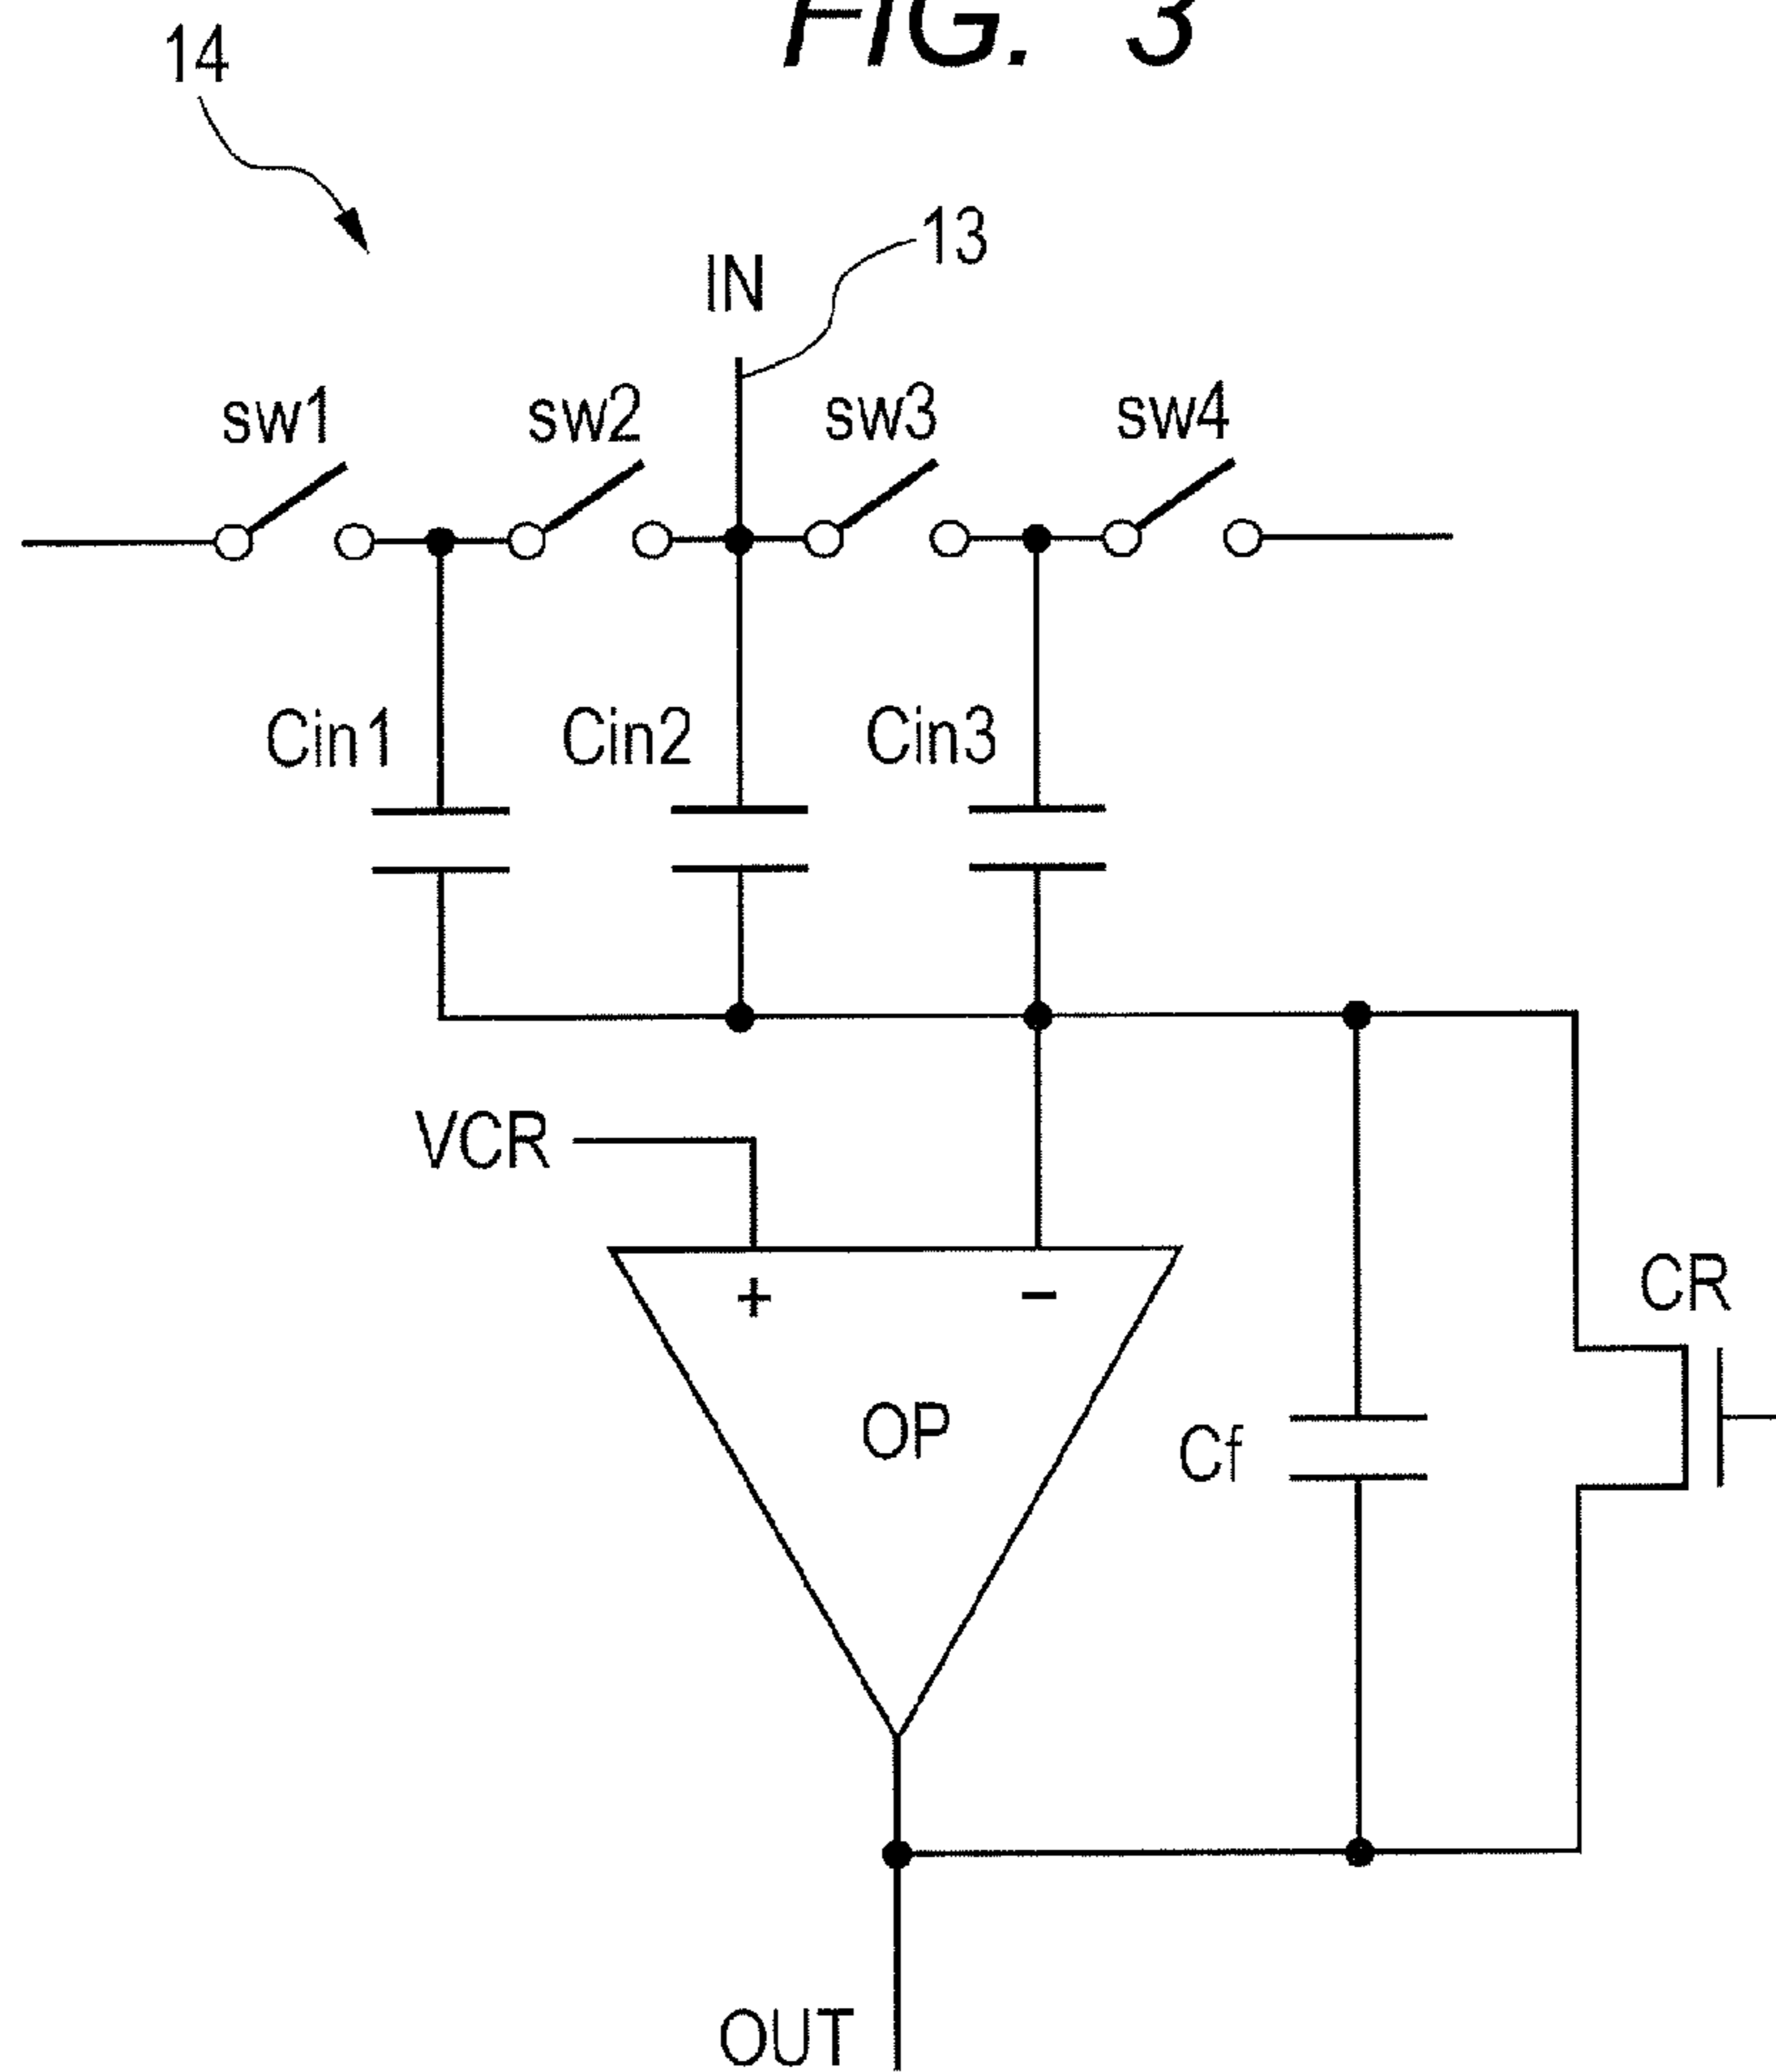 FIG. 3
14
13
IN
sw1 sw2 sw3 sw4
Cin1 Cin2 Cin3
VCR
+ −
CR
OP
Cf
OUT